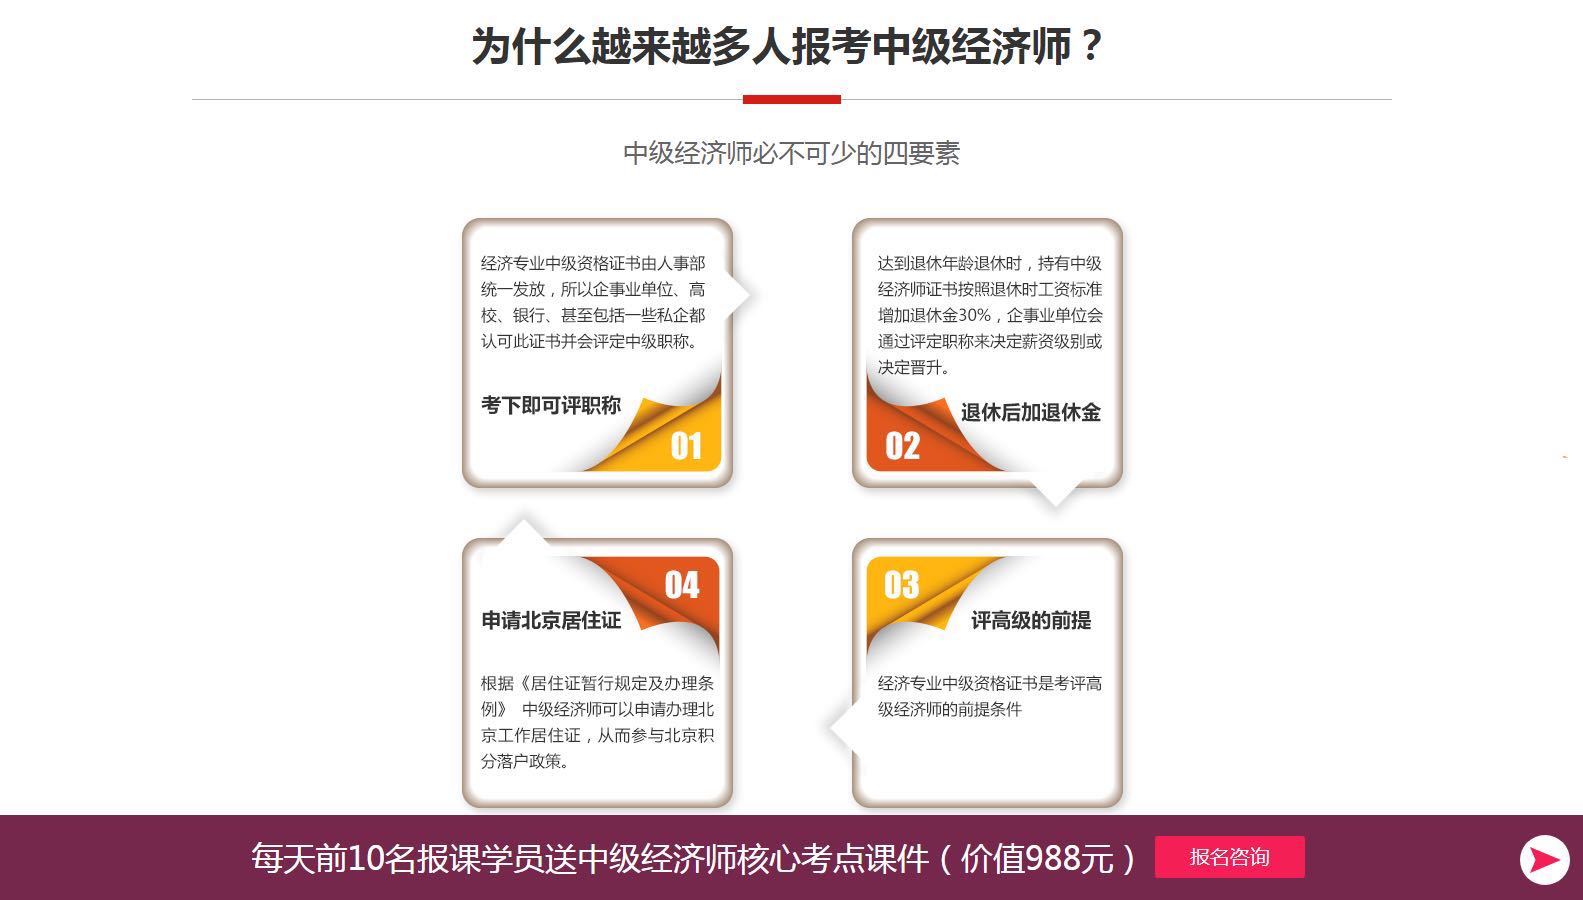 为什么越来越多人报考中级经济师？
中级经济师必不可少的四要素
经济专业中级资格证书由人事部
统一发放，所以企事业单位、高
校、银行、甚至包括一些私企都
认可此证书并会评定中级职称。
考下即可评职称
01
达到退休年龄退休时，持有中级
经济师证书按照退休时工资标准
增加退休金30%，企事业单位会
通过评定职称来决定薪资级别或
决定晋升。
退休后加退休金
02
03
评高级的前提
经济专业中级资格证书是考评高
级经济师的前提条件
04
申请北京居住证
根据《居住证暂行规定及办理条
例》 中级经济师可以申请办理北
京工作居住证，从而参与北京积
分落户政策。
每天前10名报课学员送中级经济师核心考点课件（价值988元）
报名咨询